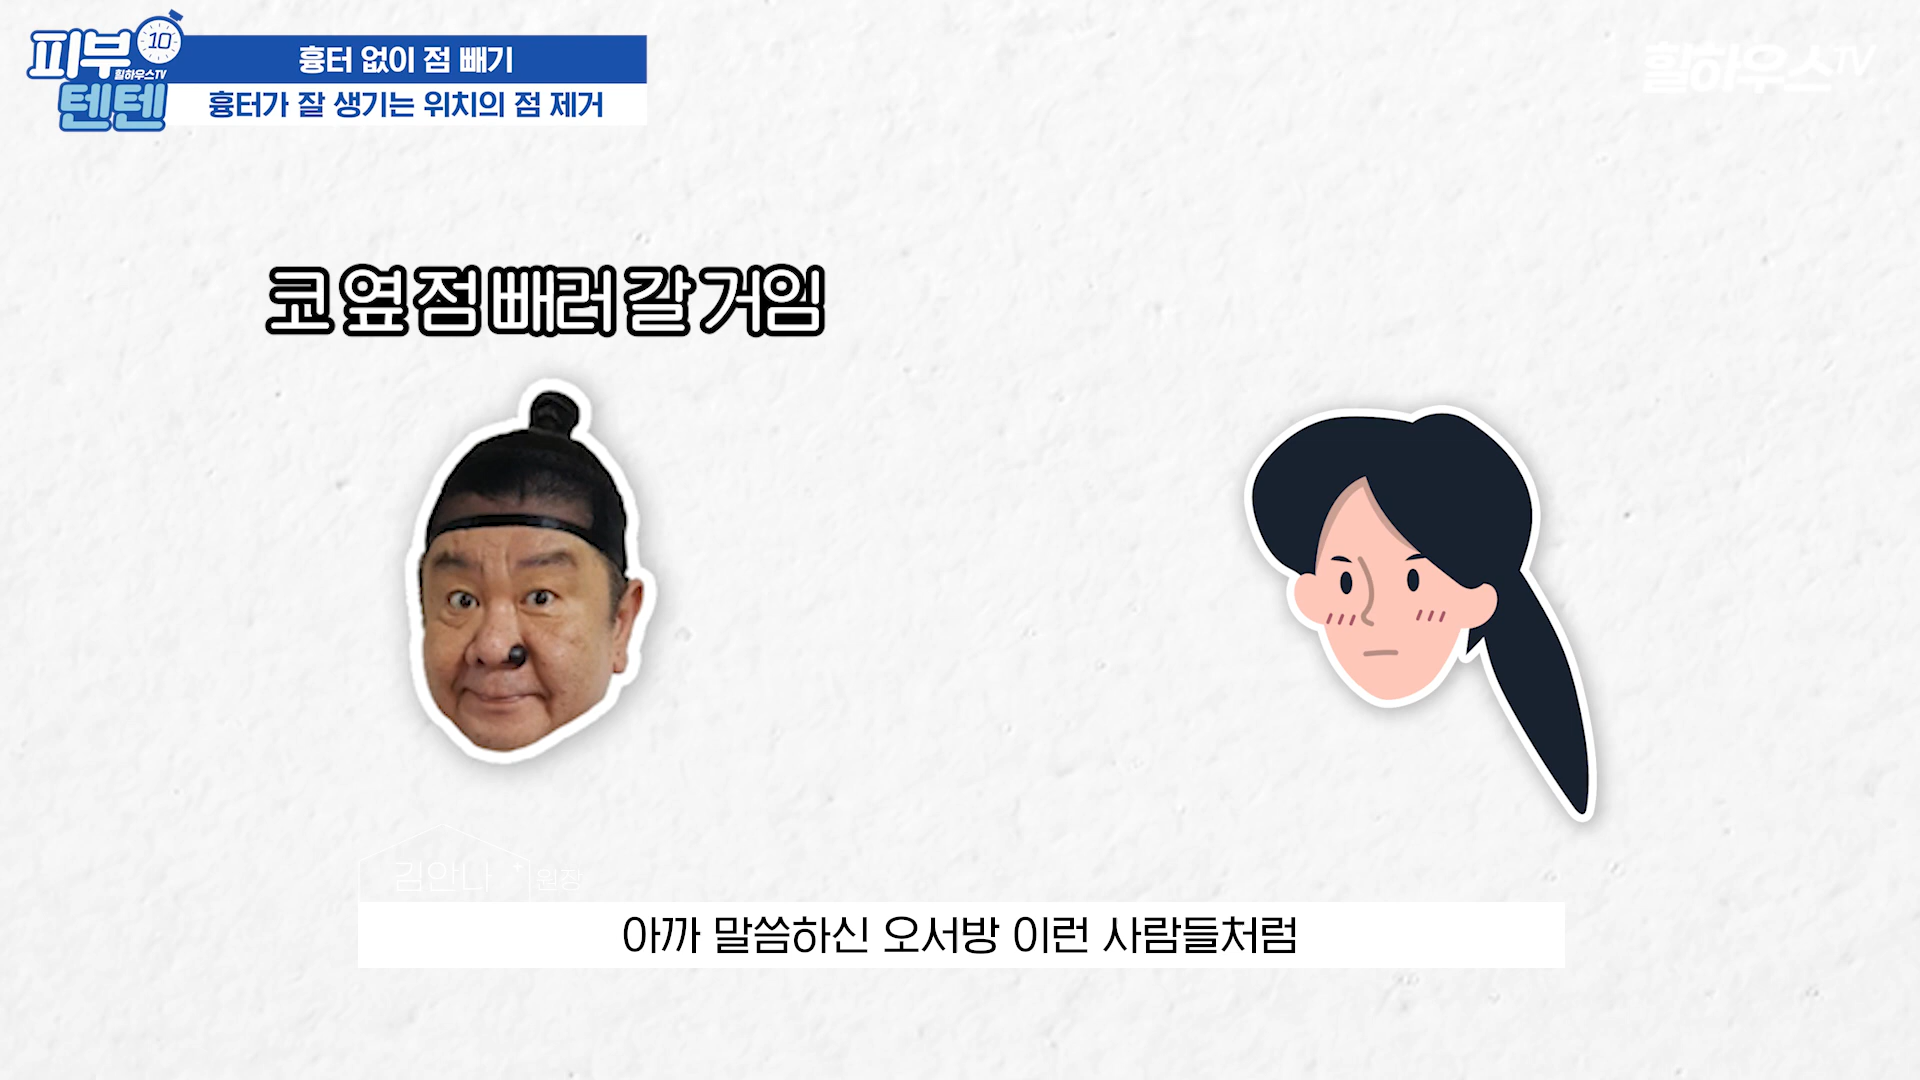 피부
10
힐하우스TV
텐텐
흉터 없이 점 빼기
흉터가 잘 생기는 위치의 점 제거
힐하우스TV
코 옆 점 빼러 갈 거임
김안나 원장
아까 말씀하신 오서방 이런 사람들처럼